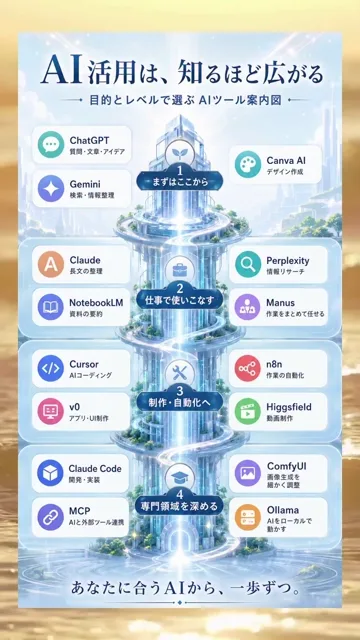 AI活用は、知るほど広がる
目的とレベルで選ぶ AIツール案内図
ChatGPT
質問・文章・アイデア
Gemini
検索・情報整理
1
まずはここから
Canva AI
デザイン作成
Claude
長文の整理
NotebookLM
資料の要約
2
仕事で使いこなす
Perplexity
情報リサーチ
Manus
作業をまとめて任せる
Cursor
AIコーディング
v0
アプリ・UI制作
3
制作・自動化へ
n8n
作業の自動化
Higgsfield
動画制作
Claude Code
開発・実装
MCP
AIと外部ツール連携
4
専門領域を深める
ComfyUI
画像生成を
細かく調整
Ollama
AIをローカルで
動かす
あなたに合うAIから、一歩ずつ。